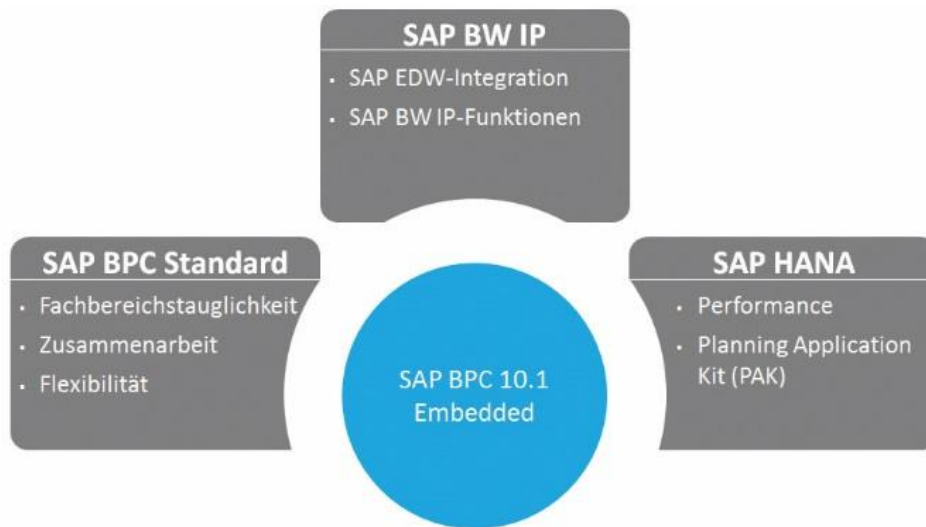 SAP BW IP
• SAP EDW-Integration
• SAP BW IP-Funktionen
SAP BPC Standard
• Fachbereichstauglichkeit
• Zusammenarbeit
• Flexibilität
SAP HANA
• Performance
• Planning Application
Kit (PAK)
SAP BPC 10.1
Embedded